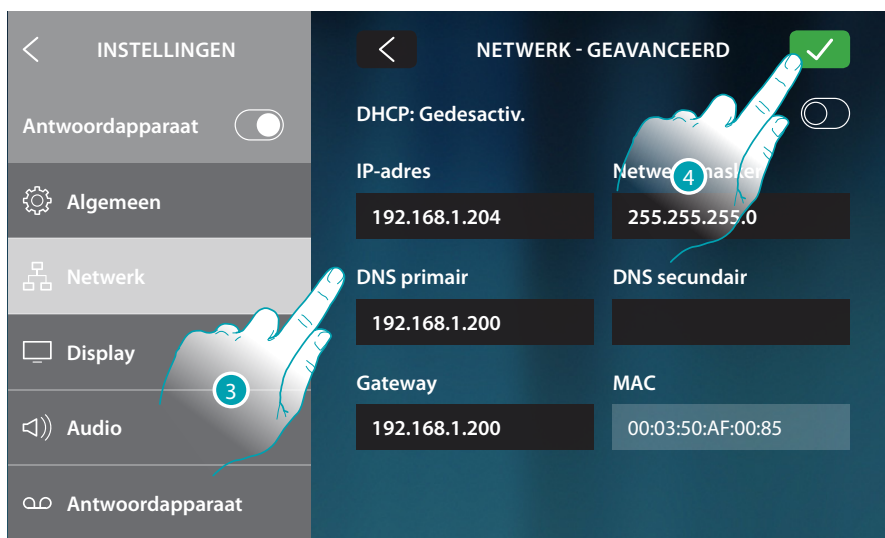 INSTELLINGEN
Antwoordapparaat
Algemeen
Netwerk
Display
3
Audio
Antwoordapparaat
NETWERK - GEAVANCEERD
DHCP: Gedesactiv.
4
IP-adres
192.168.1.204
255.255.255.0
DNS primair
DNS secundair
192.168.1.200
Gateway
MAC
192.168.1.200
00:03:50:AF:00:85